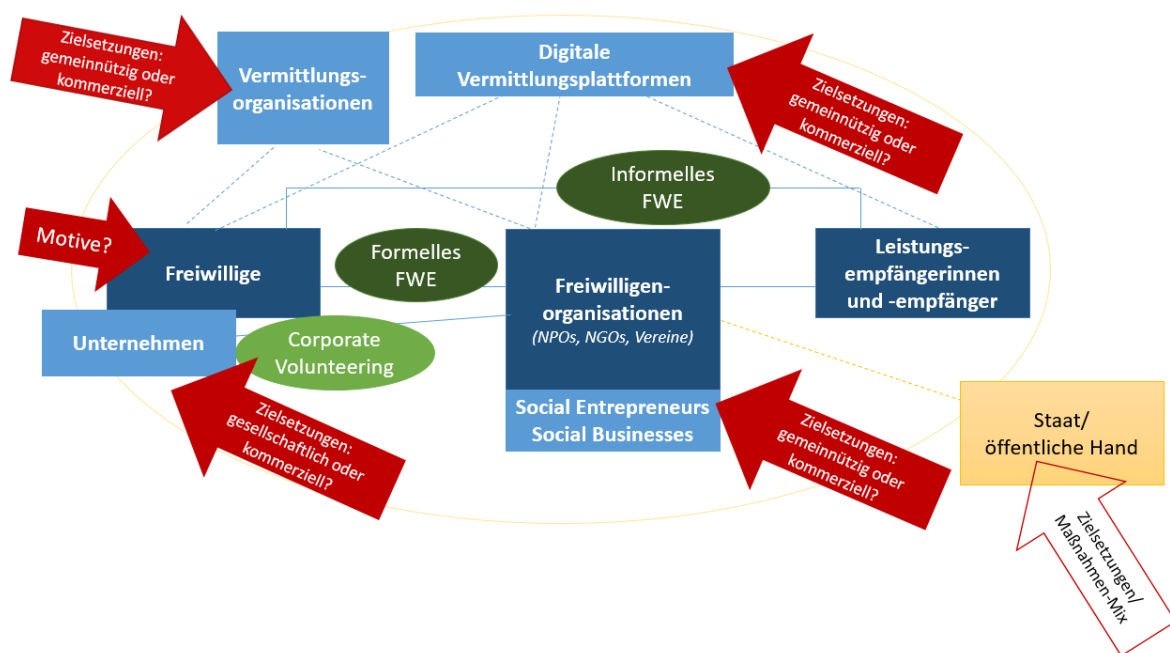 Zielsetzungen:
gemeinnützig oder
kommerziell?
Vermittlungs-
organisationen
Digitale
Vermittlungsplattformen
Zielsetzungen:
gemeinnützig oder
kommerziell?
Informelles
FWE
Motive?
Freiwillige
Formelles
FWE
Freiwilligen-
organisationen
(NPOs, NGOs, Vereine)
Leistungs-
empfängerinnen
und -empfänger
Unternehmen
Corporate
Volunteering
Social Entrepreneurs
Social Businesses
Zielsetzungen:
gesellschaftlich oder
kommerziell?
Zielsetzungen:
gemeinnützig oder
kommerziell?
Staat/
öffentliche Hand
Zielsetzungen/
Maßnahmen-Mix